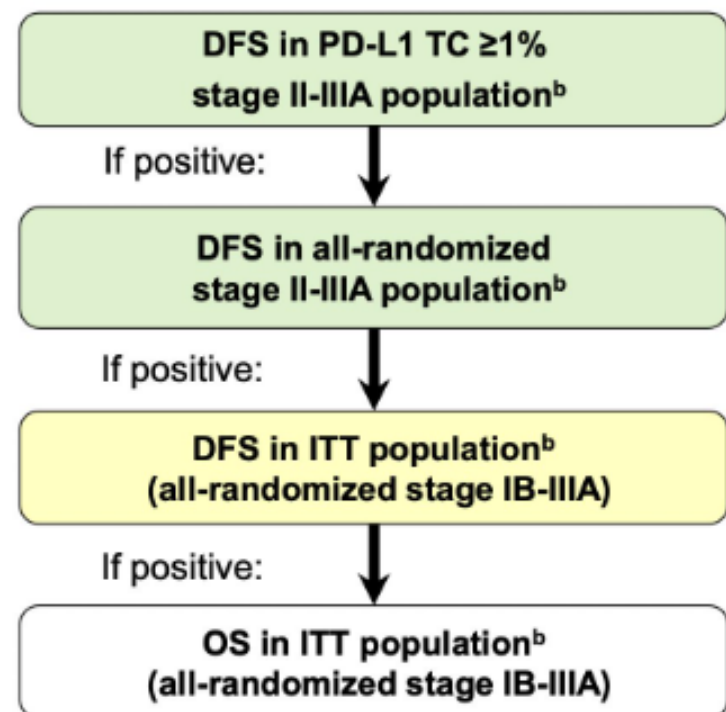 DFS in PD-L1 TC ≥1%
stage II-IIIA populationᵇ
If positive:
DFS in all-randomized
stage II-IIIA populationᵇ
If positive:
DFS in ITT populationᵇ
(all-randomized stage IB-IIIA)
If positive:
OS in ITT populationᵇ
(all-randomized stage IB-IIIA)